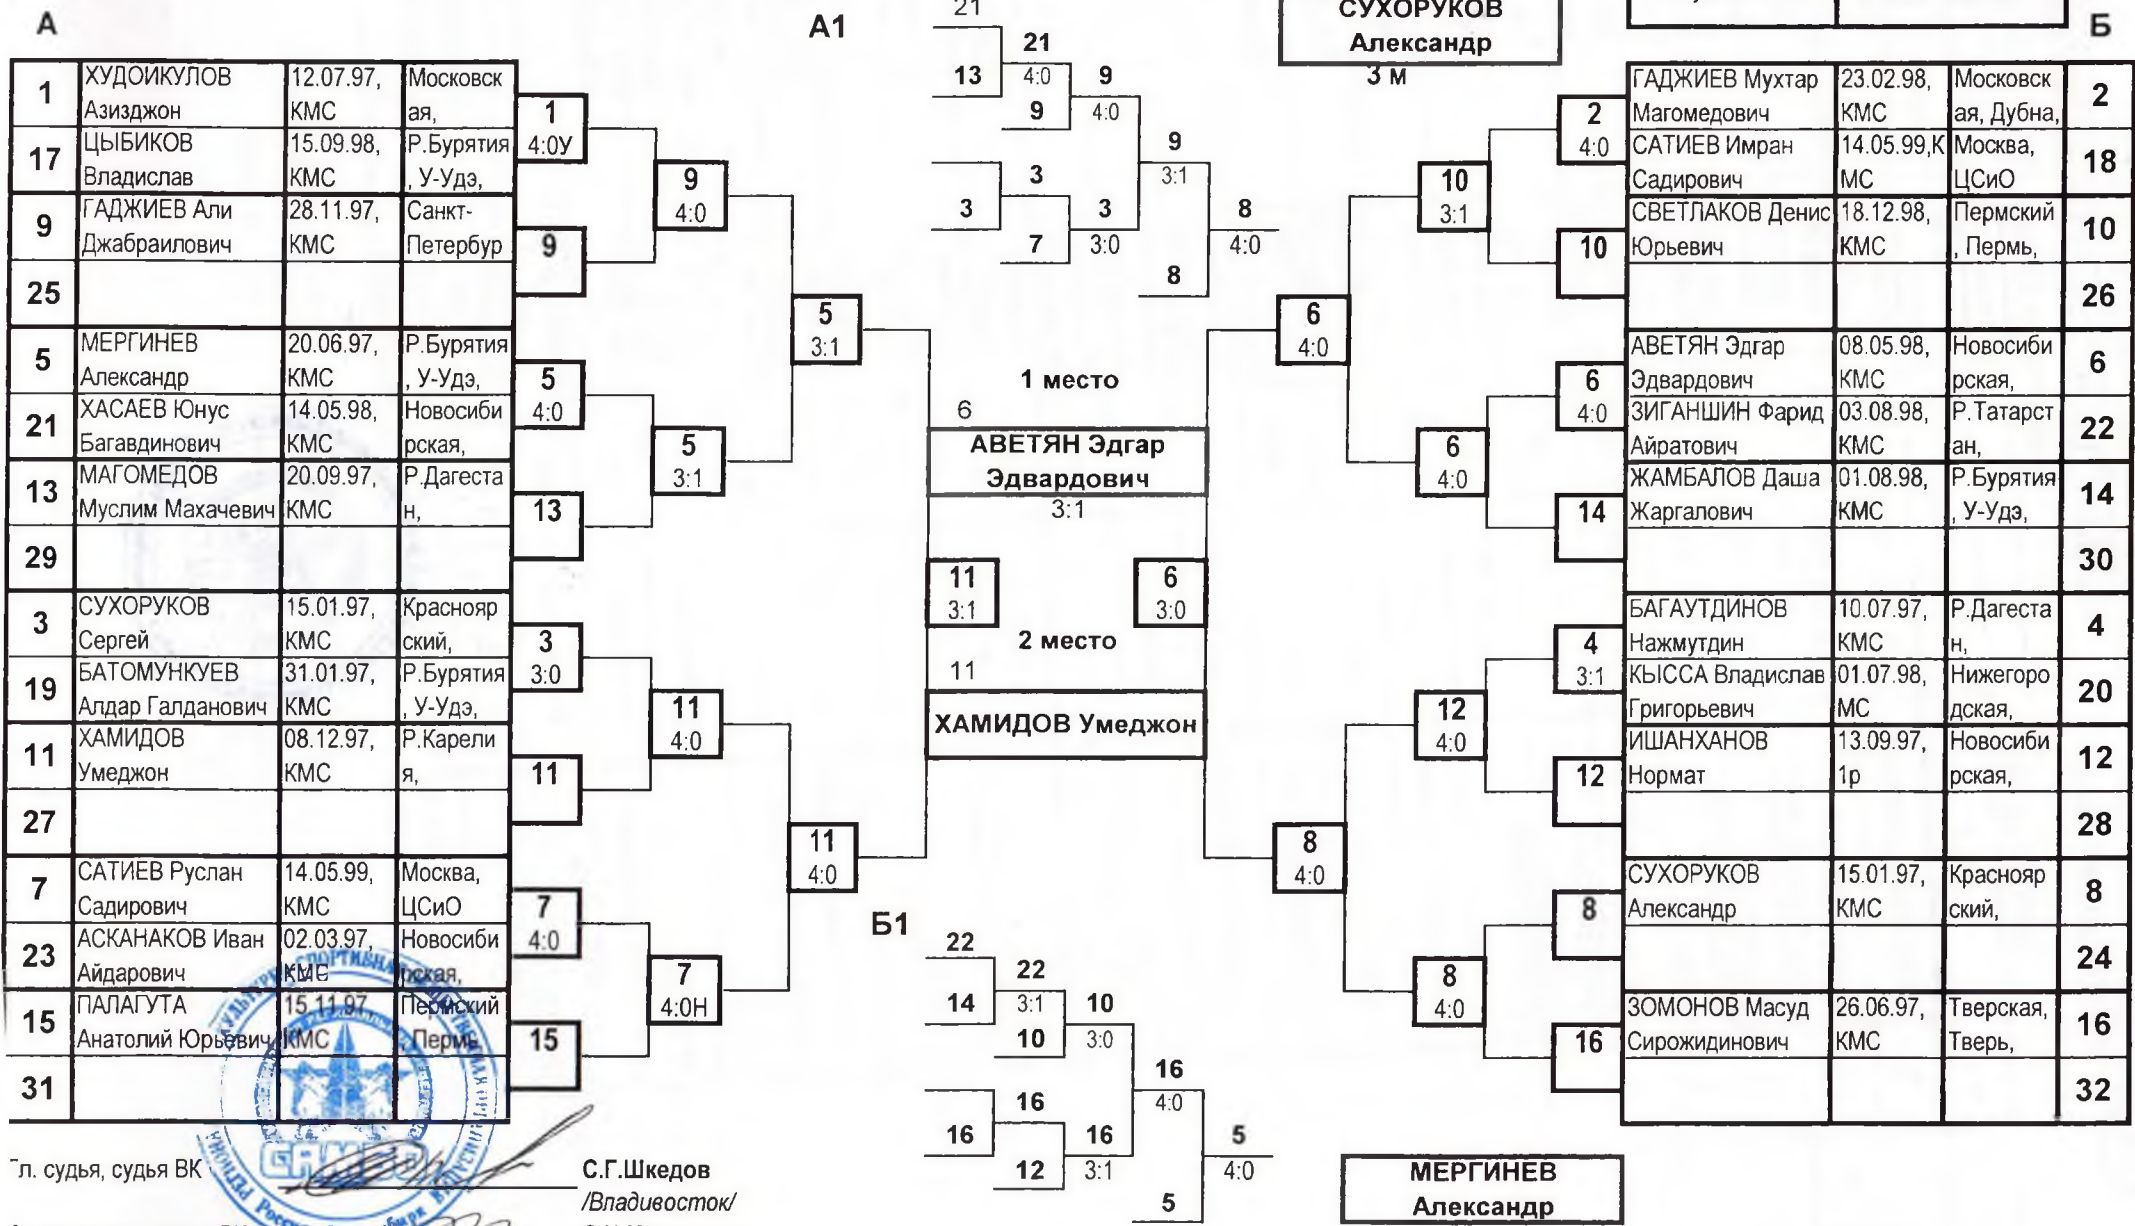 А
А1
21
СУХОРУКОВ
Александр
3 м
Б
1
ХУДОЙКУЛОВ
Азизджон
12.07.97,
КМС
Московск
ая,
17
ЦЫБИКОВ
Владислав
15.09.98,
КМС
Р.Бурятия
, У-Удэ,
9
ГАДЖИЕВ Али
Джабраилович
28.11.97,
КМС
Санкт-
Петербур
25
5
МЕРГИНЕВ
Александр
20.06.97,
КМС
Р.Бурятия
, У-Удэ,
21
ХАСАЕВ Юнус
Багавдинович
14.05.98,
КМС
Новосиби
рская,
13
МАГОМЕДОВ
Муслим Махачевич
20.09.97,
КМС
Р.Дагеста
н,
29
3
СУХОРУКОВ
Сергей
15.01.97,
КМС
Краснояр
ский,
19
БАТОМУНКУЕВ
Алдар Галданович
31.01.97,
КМС
Р.Бурятия
, У-Удэ,
11
ХАМИДОВ
Умеджон
08.12.97,
КМС
Р.Карели
я,
27
7
САТИЕВ Руслан
Садирович
14.05.99,
КМС
Москва,
ЦСиО
23
АСКАНАКОВ Иван
Айдарович
02.03.97,
КМС
Новосиби
рская,
15
ПАЛАГУТА
Анатолий Юрьевич
15.11.97,
КМС
Пермский
, Пермь,
31
1
4:0У
9
5
4:0
13
3
3:0
11
7
4:0
15
9
4:0
5
3:1
11
4:0
7
4:0Н
5
3:1
11
4:0
13
21
4:0
9
9
4:0
3
3
7
3
3:0
9
3:1
8
8
4:0
1 место
6
АВЕТЯН Эдгар
Эдвардович
3:1
11
3:1
6
3:0
2 место
11
ХАМИДОВ Умеджон
Б1
22
14
22
3:1
10
10
3:0
16
16
12
16
3:1
16
4:0
5
5
4:0
6
4:0
8
4:0
10
3:1
6
4:0
12
4:0
8
4:0
2
4:0
10
6
4:0
14
4
3:1
12
8
16
ГАДЖИЕВ Мухтар
Магомедович
23.02.98,
КМС
Московск
ая, Дубна,
2
САТИЕВ Имран
Садирович
14.05.99,К
МС
Москва,
ЦСиО
18
СВЕТЛАКОВ Денис
Юрьевич
18.12.98,
КМС
Пермский
, Пермь,
10
26
АВЕТЯН Эдгар
Эдвардович
08.05.98,
КМС
Новосиби
рская,
6
ЗИГАНШИН Фарид
Айратович
03.08.98,
КМС
Р.Татарст
ан,
22
ЖАМБАЛОВ Даша
Жаргалович
01.08.98,
КМС
Р.Бурятия
, У-Удэ,
14
30
БАГАУТДИНОВ
Нажмутдин
10.07.97,
КМС
Р.Дагеста
н,
4
КЫССА Владислав
Григорьевич
01.07.98,
МС
Нижегоро
дская,
20
ИШАНХАНОВ
Нормат
13.09.97,
1р
Новосиби
рская,
12
28
СУХОРУКОВ
Александр
15.01.97,
КМС
Краснояр
ский,
8
24
ЗОМОНОВ Масуд
Сирожидинович
26.06.97,
КМС
Тверская,
Тверь,
16
32
МЕРГИНЕВ
Александр
Гл. судья, судья ВК
С.Г.Шкедов
/Владивосток/